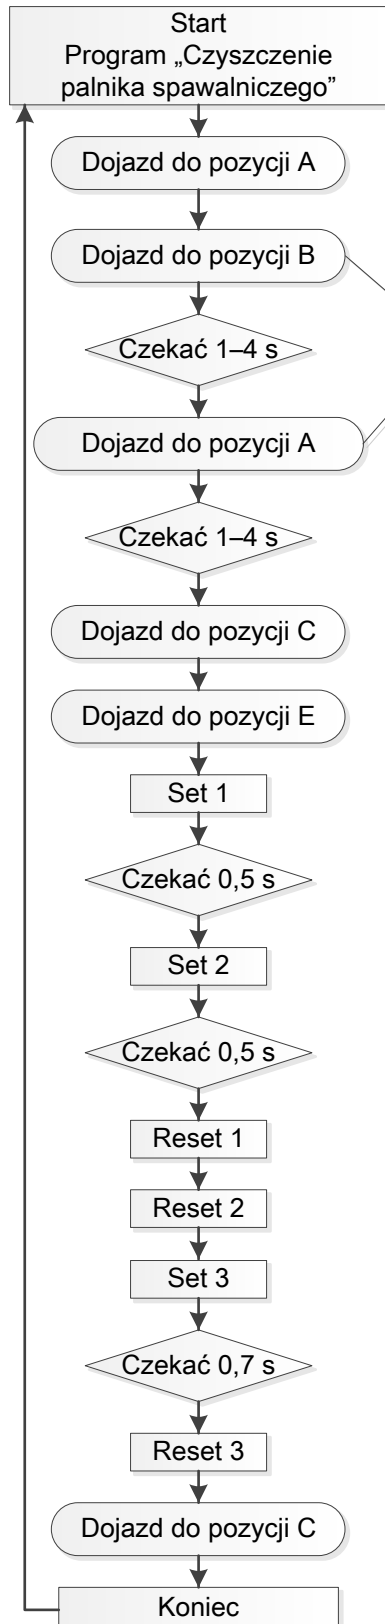 Start
Program „Czyszczenie
palnika spawalniczego”
Dojazd do pozycji A
Dojazd do pozycji B
Czekać 1–4 s
Dojazd do pozycji A
Czekać 1–4 s
Dojazd do pozycji C
Dojazd do pozycji E
Set 1
Czekać 0,5 s
Set 2
Czekać 0,5 s
Reset 1
Reset 2
Set 3
Czekać 0,7 s
Reset 3
Dojazd do pozycji C
Koniec